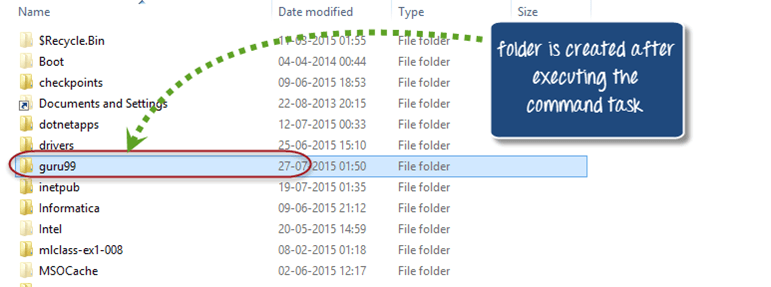 Name Date modified Type Size
$Recycle.Bin 11-03-2015 01:55 File folder
Boot 04-04-2014 00:44 File folder
checkpoints 09-06-2015 18:53 File folder
Documents and Settings 22-08-2013 20:15 File folder
dotnetapps 12-07-2015 00:33 File folder
drivers 25-06-2015 15:10 File folder
guru99 27-07-2015 01:50 File folder
inetpub 19-07-2015 01:35 File folder
Informatica 09-06-2015 21:12 File folder
Intel 20-05-2015 14:59 File folder
mlclass-ex1-008 08-02-2015 01:18 File folder
MSOCache 02-06-2015 12:17 File folder
folder is created after
executing the
command task